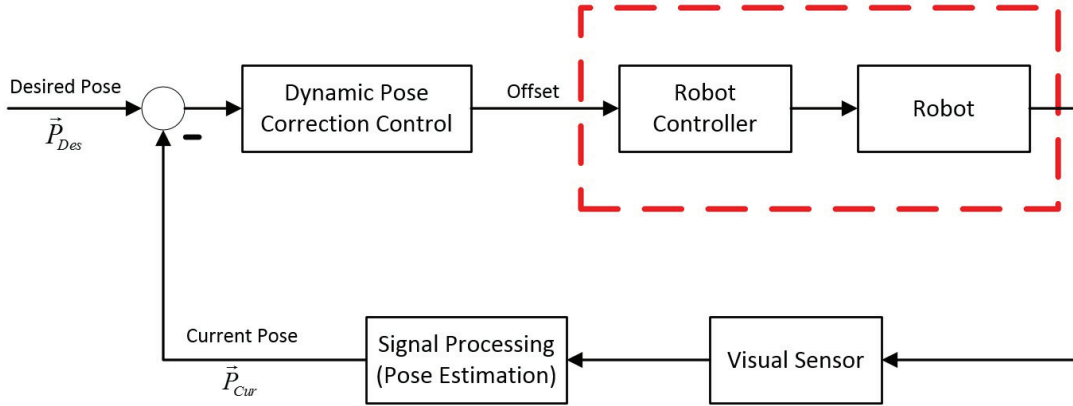 Desired Pose
P⃗Des
Dynamic Pose
Correction Control
Offset
Robot
Controller
Robot
Current Pose
P⃗Cur
Signal Processing
(Pose Estimation)
Visual Sensor